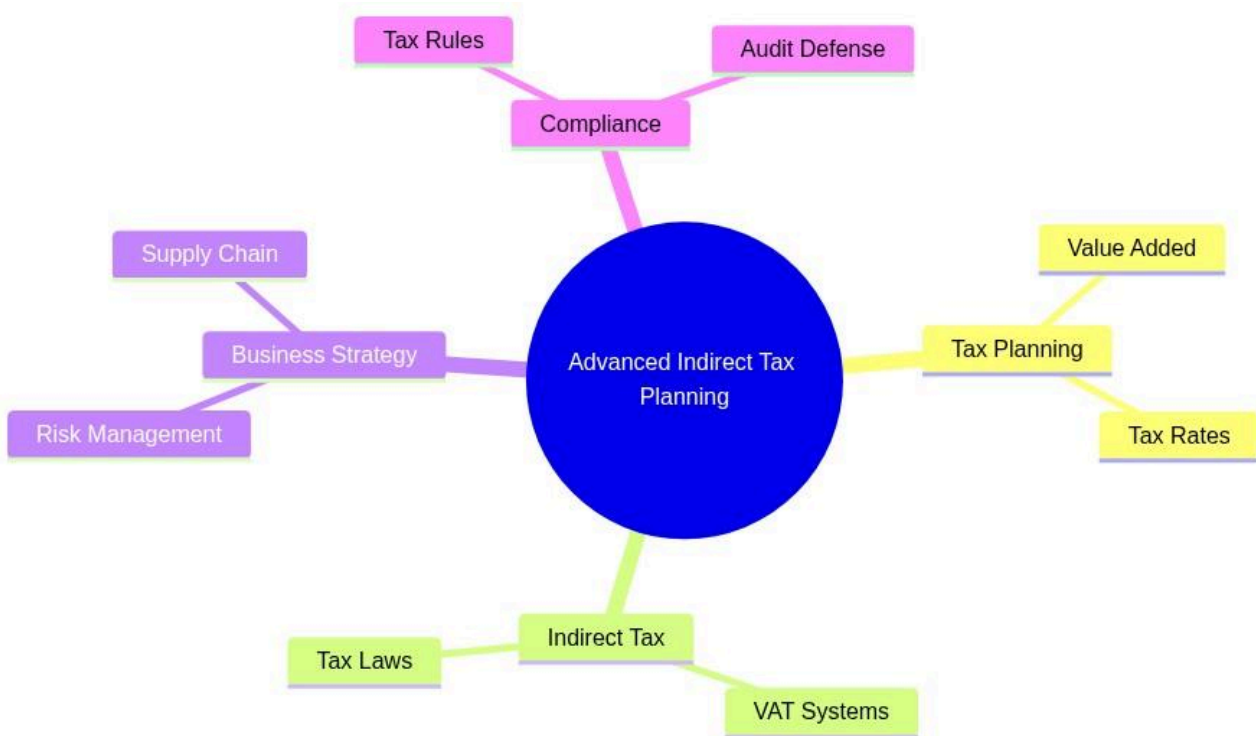 Tax Rules
Audit Defense
Compliance
Supply Chain
Value Added
Business Strategy
Tax Planning
Advanced Indirect Tax
Planning
Risk Management
Tax Rates
Indirect Tax
Tax Laws
VAT Systems